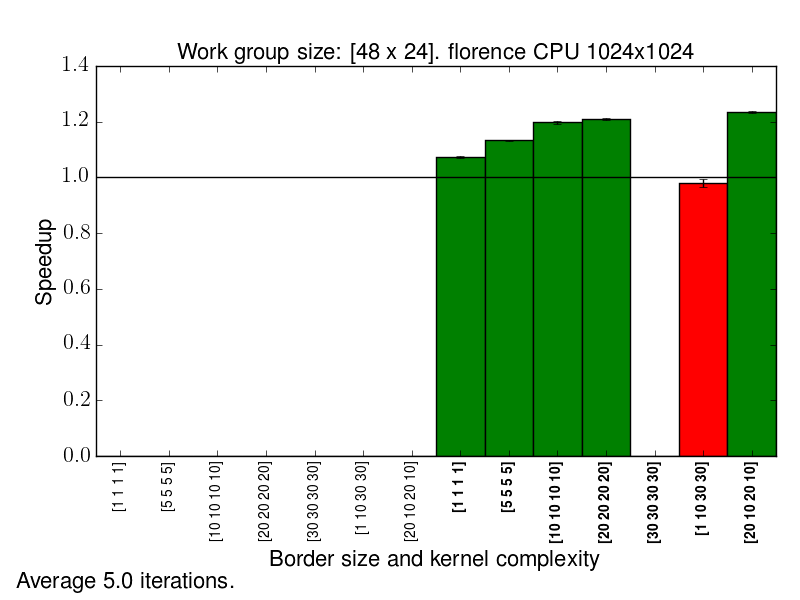 Work group size: [48 x 24]. florence CPU 1024x1024
1.4
1.2
1.0
0.8
0.6
0.4
0.2
0.0
Speedup
[1 1 1 1]
[5 5 5 5]
[10 10 10 10]
[20 20 20 20]
[30 30 30 30]
[1 10 30 30]
[20 10 20 10]
[1 1 1 1]
[5 5 5 5]
[10 10 10 10]
[20 20 20 20]
[30 30 30 30]
[1 10 30 30]
[20 10 20 10]
Border size and kernel complexity
Average 5.0 iterations.